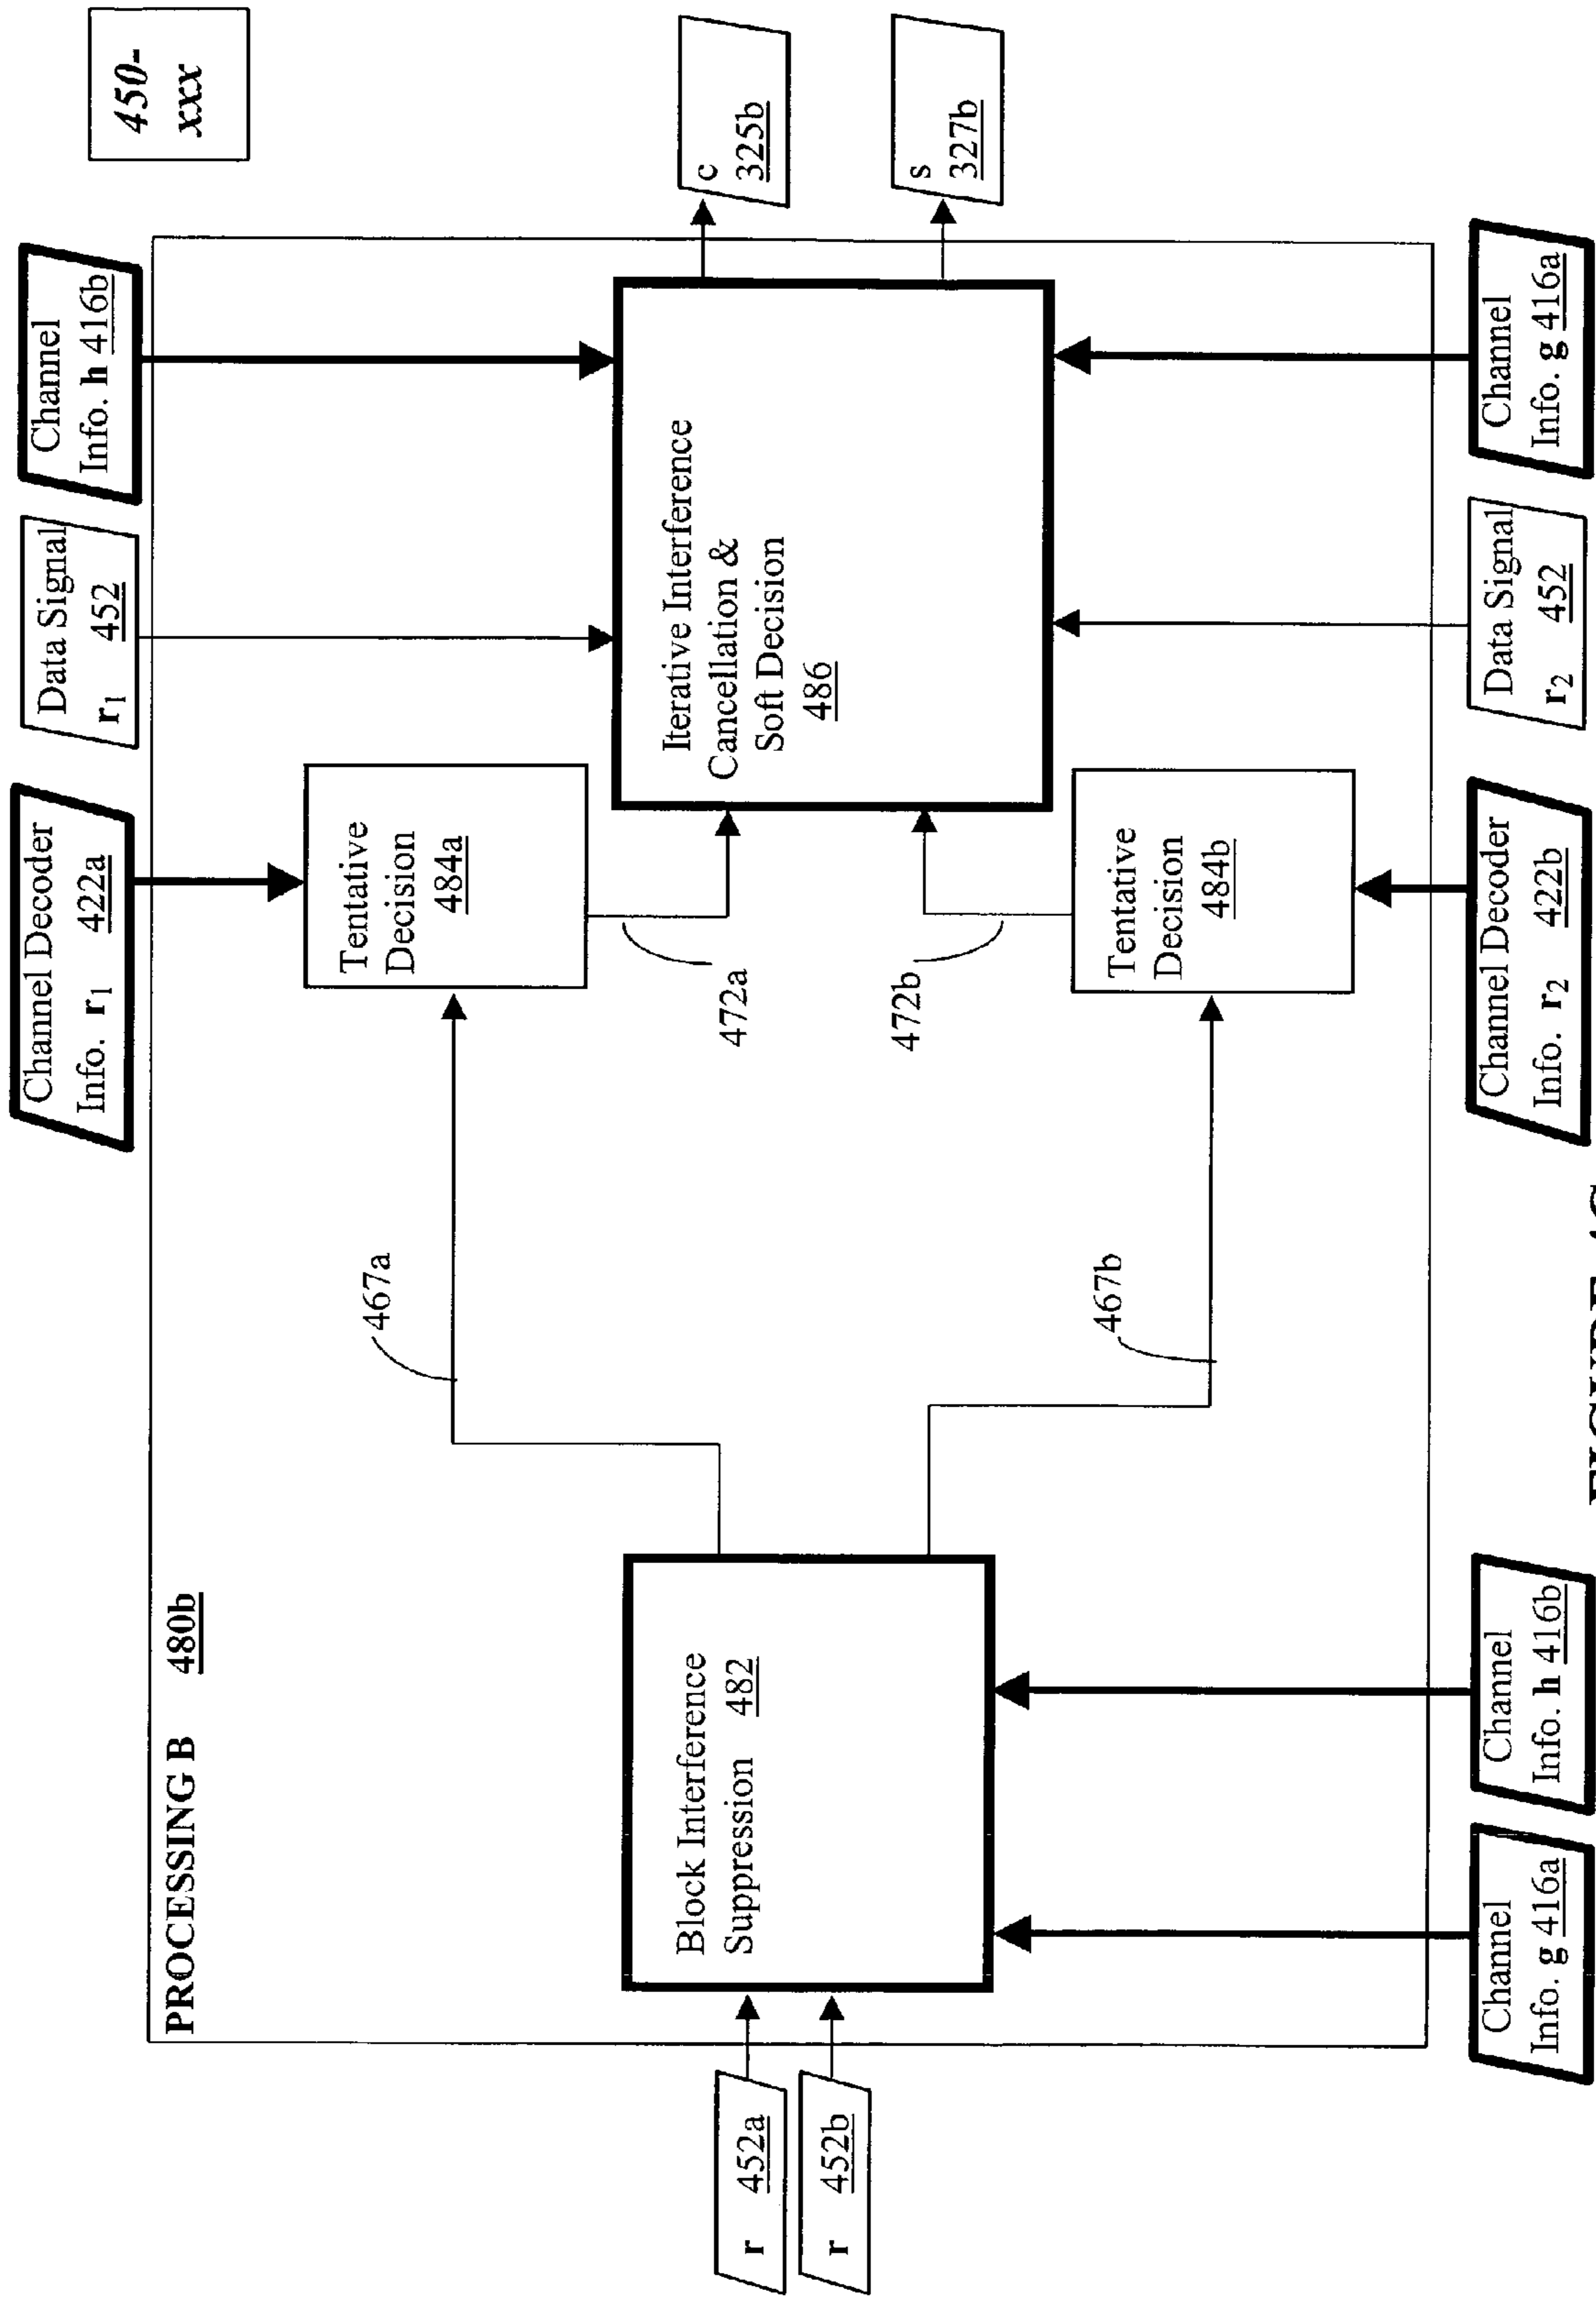 450-
xxx
Channel Decoder
Info. r1 422a
Data Signal
r1 452
Channel
Info. h 416b
PROCESSING B 480b
Tentative
Decision
484a
467a
472a
r 452a
r 452b
Block Interference
Suppression 482
Iterative Interference
Cancellation &
Soft Decision
486
c
325b
s
327b
472b
467b
Tentative
Decision
484b
Channel
Info. g 416a
Channel
Info. h 416b
Channel Decoder
Info. r2 422b
Data Signal
r2 452
Channel
Info. g 416a